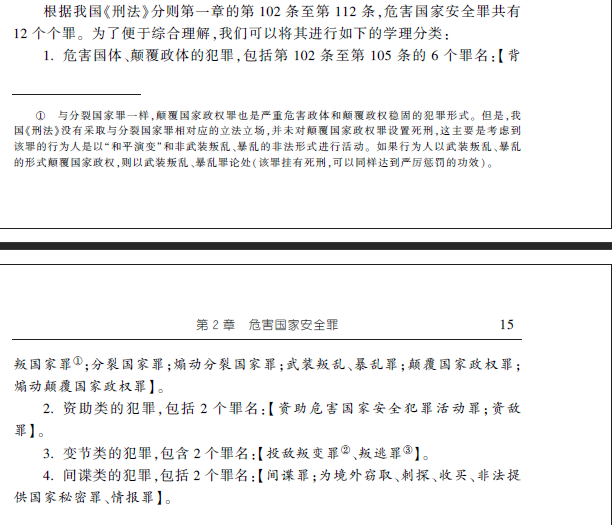 根据我国《刑法》分则第一章的第 102 条至第 112 条,危害国家安全罪共有
12 个个罪。为了便于综合理解,我们可以将其进行如下的学理分类:
1. 危害国体、颠覆政体的犯罪,包括第 102 条至第 105 条的 6 个罪名:【背
① 与分裂国家罪一样,颠覆国家政权罪也是严重危害政体和颠覆政权稳固的犯罪形式。但是,我
国《刑法》没有采取与分裂国家罪相对应的立法立场,并未对颠覆国家政权罪设置死刑,这主要是考虑到
该罪的行为人是以“和平演变”和非武装叛乱、暴乱的非法形式进行活动。如果行为人以武装叛乱、暴乱
的形式颠覆国家政权,则以武装叛乱、暴乱罪论处(该罪挂有死刑,可以同样达到严厉惩罚的功效)。
第 2 章 危害国家安全罪 15
叛国家罪①;分裂国家罪;煽动分裂国家罪;武装叛乱、暴乱罪;颠覆国家政权罪;
煽动颠覆国家政权罪】。
2. 资助类的犯罪,包括 2 个罪名:【资助危害国家安全犯罪活动罪;资敌
罪】。
3. 变节类的犯罪,包含 2 个罪名:【投敌叛变罪②、叛逃罪③】。
4. 间谍类的犯罪,包括 2 个罪名:【间谍罪;为境外窃取、刺探、收买、非法提
供国家秘密罪、情报罪】。